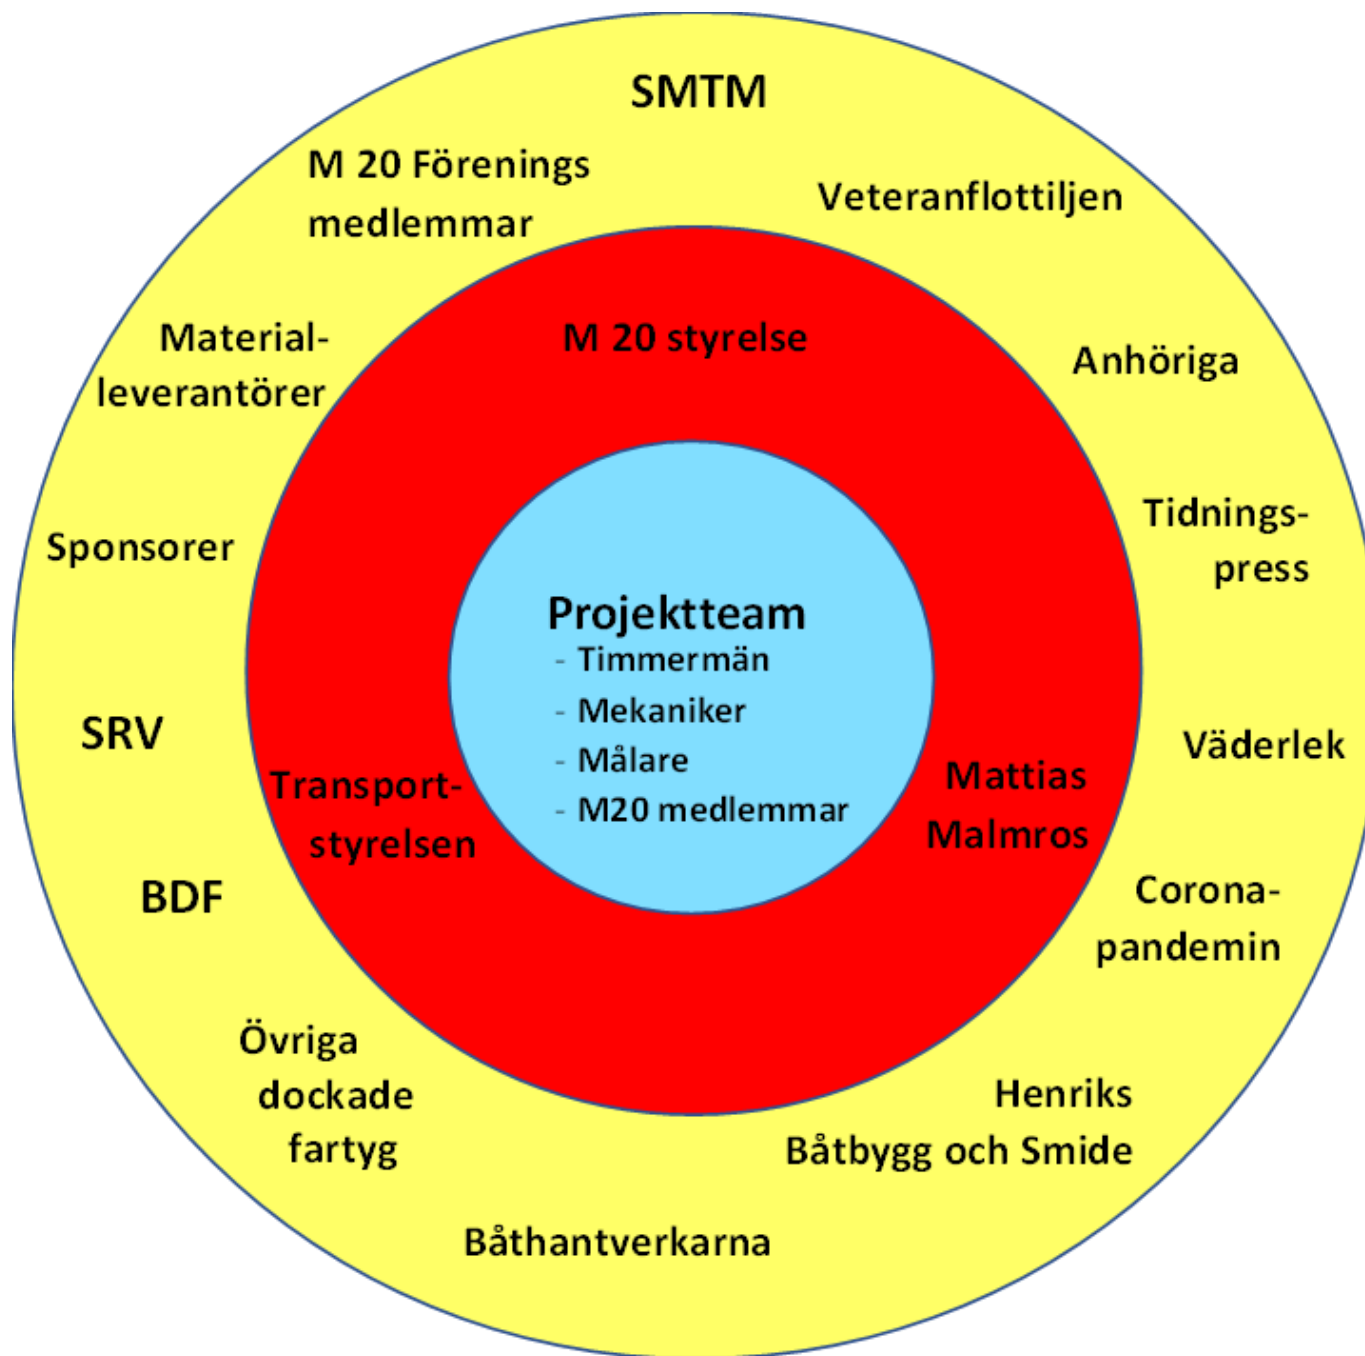 SMTM
M 20 Förenings
medlemmar
Veteranflottiljen
Material-
leverantörer
M 20 styrelse
Anhöriga
Sponsorer
Tidnings-
press
Projektteam
- Timmermän
- Mekaniker
- Målare
- M20 medlemmar
SRV
Väderlek
Transport-
styrelsen
Mattias
Malmros
BDF
Corona-
pandemin
Övriga
dockade
fartyg
Henriks
Båtbygg och Smide
Båthantverkarna